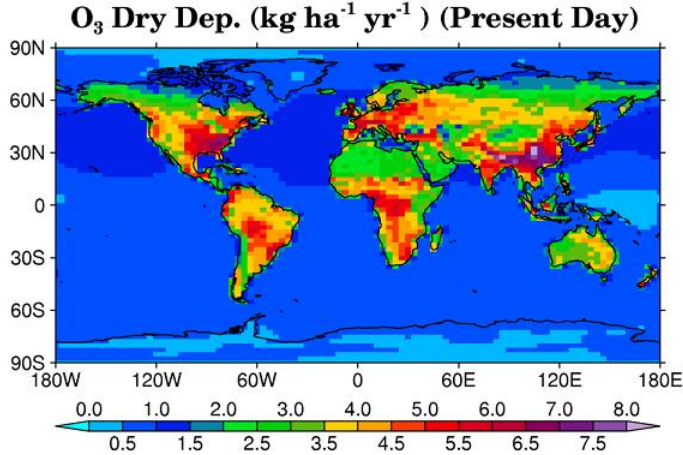 O₃ Dry Dep. (kg ha⁻¹ yr⁻¹ ) (Present Day)
90N
60N
30N
0
30S
60S
90S
180W 120W 60W 0 60E 120E 180E
0.0 1.0 2.0 3.0 4.0 5.0 6.0 7.0 8.0
0.5 1.5 2.5 3.5 4.5 5.5 6.5 7.5